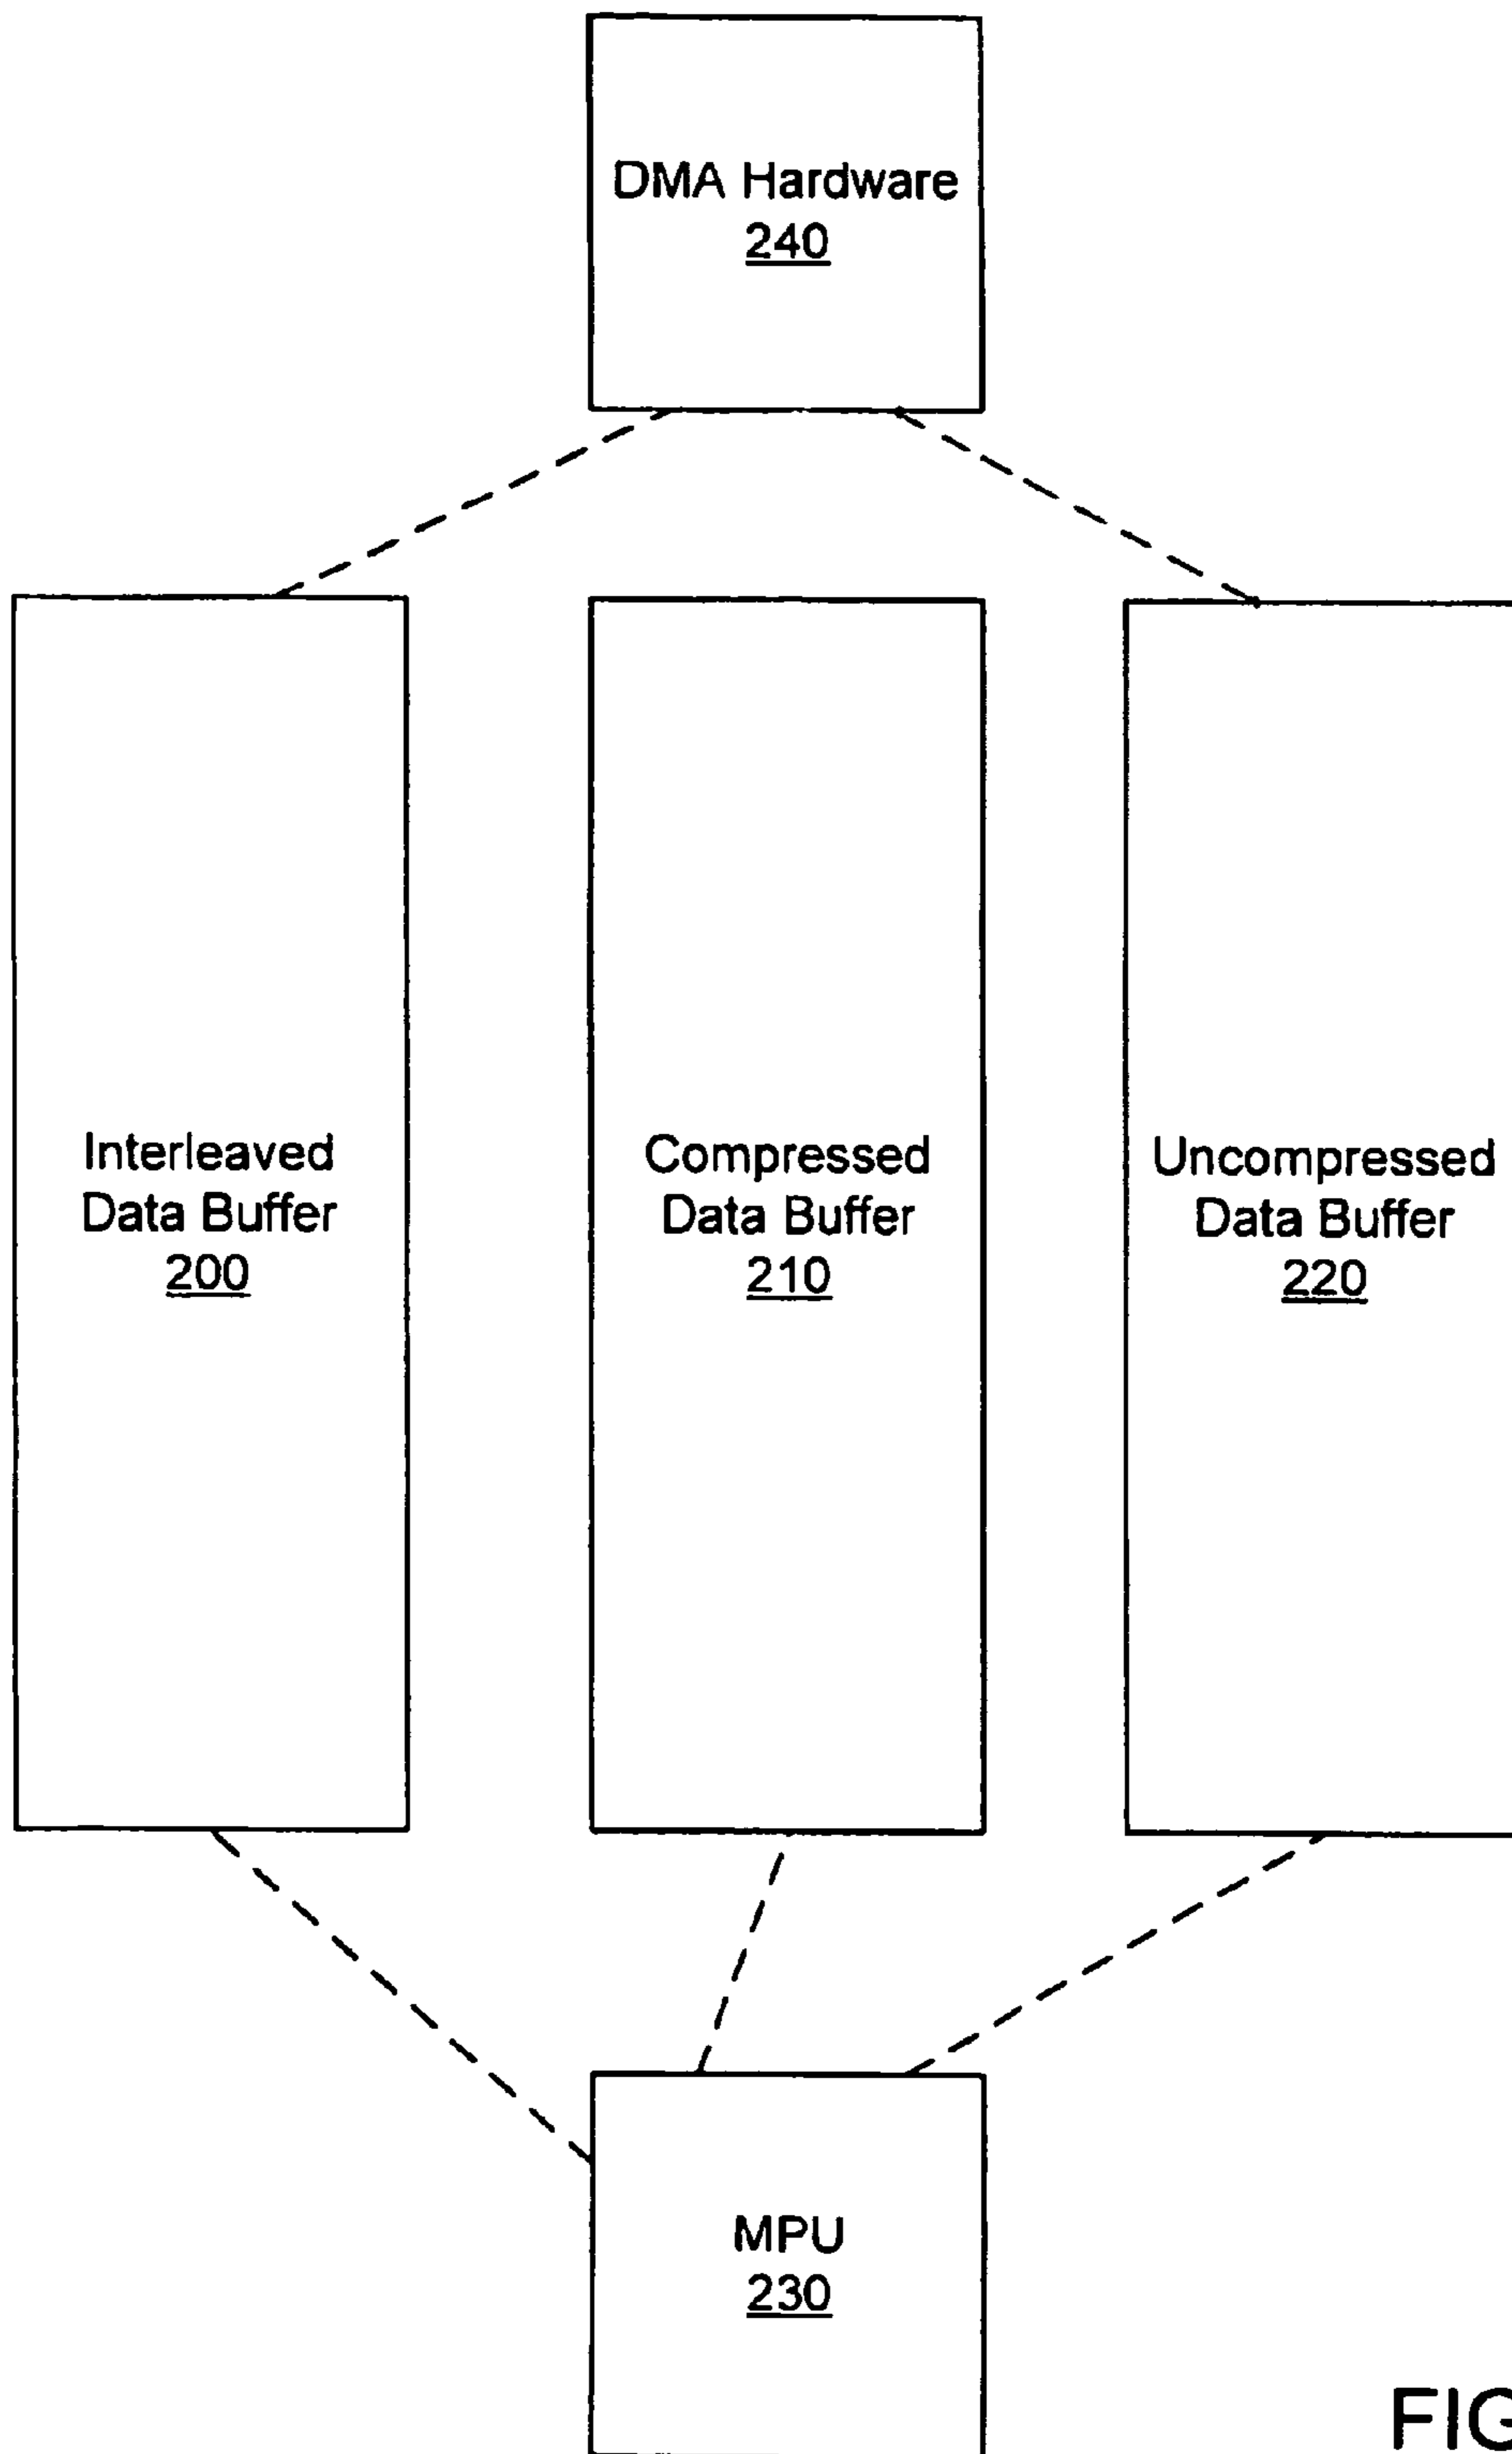 DMA Hardware
240
Interleaved
Data Buffer
200
Compressed
Data Buffer
210
Uncompressed
Data Buffer
220
MPU
230
FIG